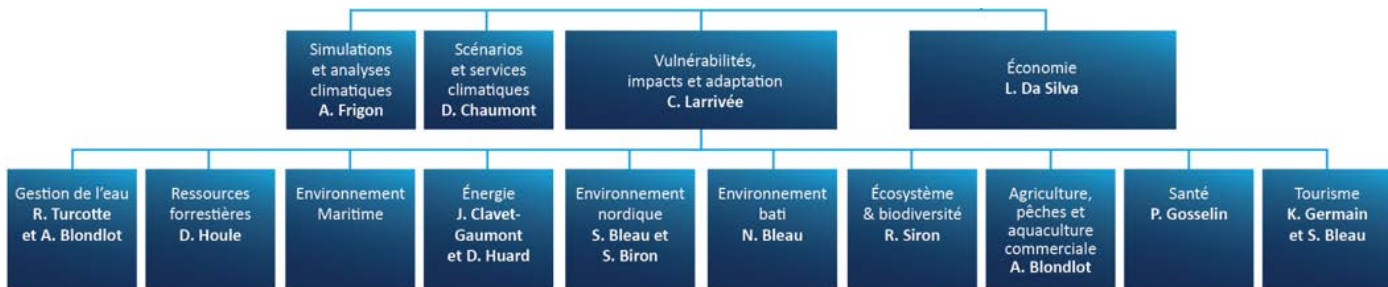 Simulations
et analyses
climatiques
A. Frigon
Scénarios
et services
climatiques
D. Chaumont
Vulnérabilités,
impacts et adaptation
C. Larrivée
Économie
L. Da Silva
Gestion de l'eau
R. Turcotte
et A. Blondlot
Ressources
forrestières
D. Houle
Environnement
Maritime
Énergie
J. Clavet-
Gaumont
et D. Huard
Environnement
nordique
S. Bleau et
S. Biron
Environnement
bati
N. Bleau
Écosystème
& biodiversité
R. Siron
Agriculture,
pêches et
aquaculture
commerciale
A. Blondlot
Santé
P. Gosselin
Tourisme
K. Germain
et S. Bleau